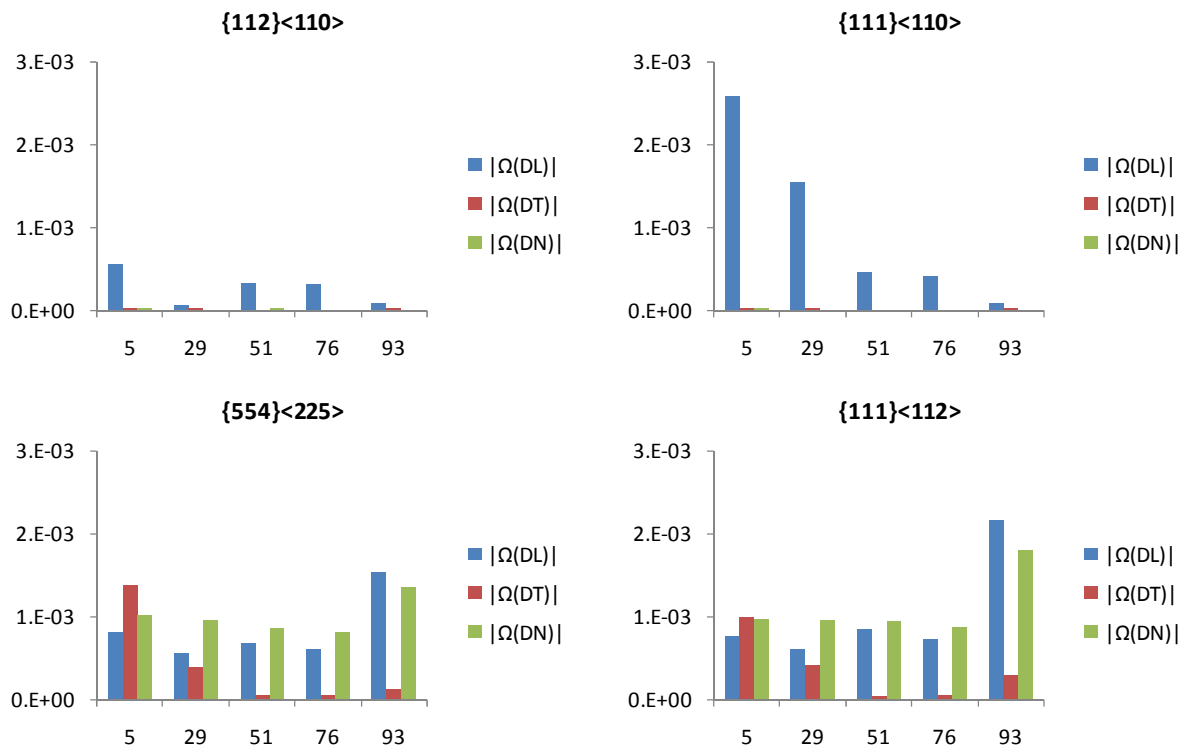 {112}<110>
3.E-03
2.E-03
1.E-03
0.E+00
5 29 51 76 93
|Ω(DL)|
|Ω(DT)|
|Ω(DN)|
{111}<110>
3.E-03
2.E-03
1.E-03
0.E+00
5 29 51 76 93
|Ω(DL)|
|Ω(DT)|
|Ω(DN)|
{554}<225>
3.E-03
2.E-03
1.E-03
0.E+00
5 29 51 76 93
|Ω(DL)|
|Ω(DT)|
|Ω(DN)|
{111}<112>
3.E-03
2.E-03
1.E-03
0.E+00
5 29 51 76 93
|Ω(DL)|
|Ω(DT)|
|Ω(DN)|